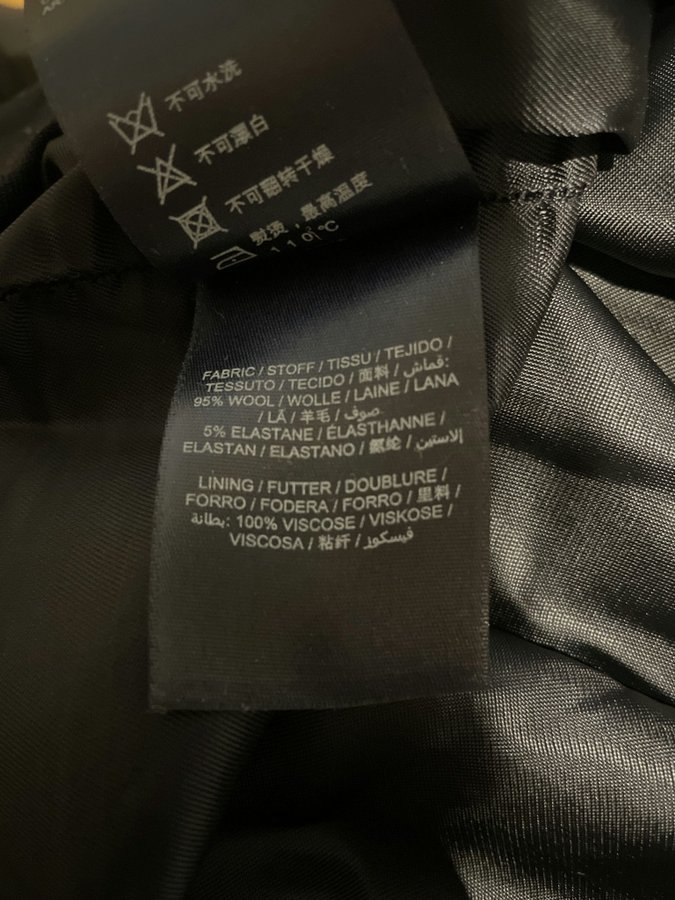 不可水洗
不可漂白
不可翻转干燥
熨烫，最高温度
110°C
FABRIC / STOFF / TISSU / TEJIDO /
TESSUTO / TECIDO / 面料 / قماش:
95% WOOL / WOLLE / LAINE / LANA
/ LÃ / 羊毛 / صوف
5% ELASTANE / ÉLASTHANNE /
ELASTAN / ELASTANO / 氨纶 / الاستين
LINING / FUTTER / DOUBLURE /
FORRO / FODERA / FORRO / 里料 /
بطانة: 100% VISCOSE / VISKOSE /
VISCOSA / 粘纤 / فيسكوز